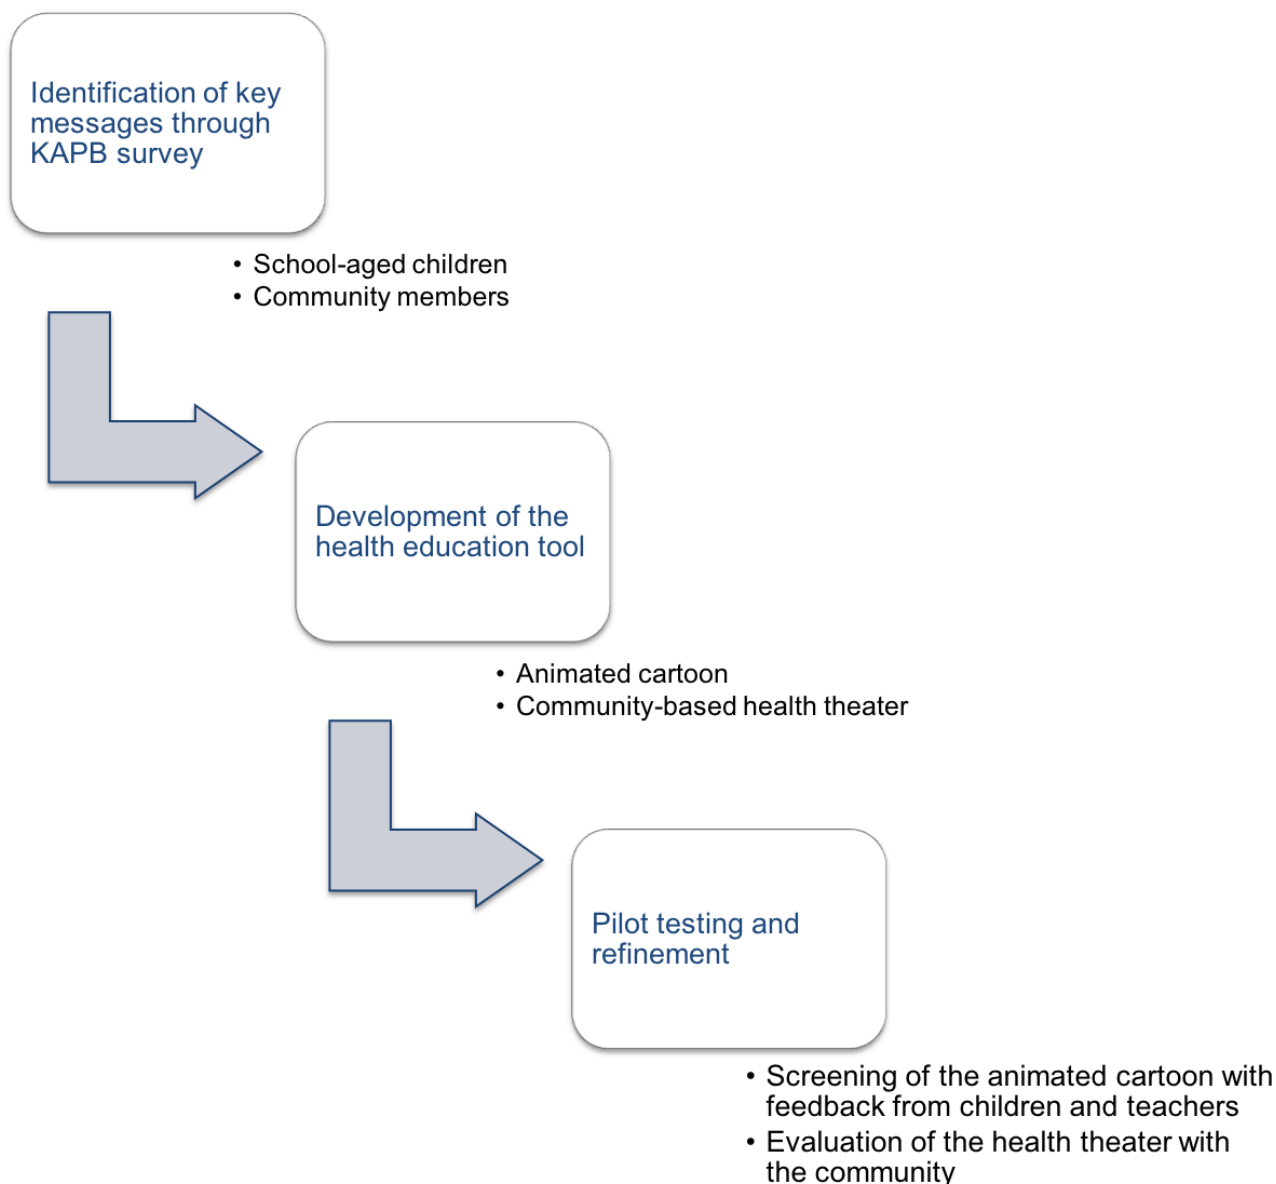 Identification of key
messages through
KAPB survey
• School-aged children
• Community members
Development of the
health education tool
• Animated cartoon
• Community-based health theater
Pilot testing and
refinement
• Screening of the animated cartoon with
feedback from children and teachers
• Evaluation of the health theater with
the community